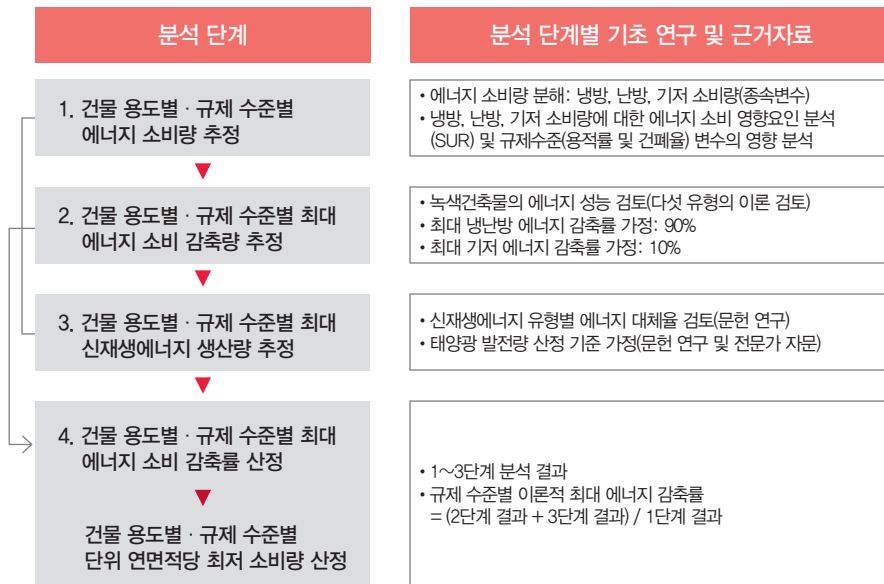 분석 단계
분석 단계별 기초 연구 및 근거자료
1. 건물 용도별 · 규제 수준별
에너지 소비량 추정
• 에너지 소비량 분해: 냉방, 난방, 기저 소비량(종속변수)
• 냉방, 난방, 기저 소비량에 대한 에너지 소비 영향요인 분석
(SUR) 및 규제수준(용적률 및 건폐율) 변수의 영향 분석
2. 건물 용도별 · 규제 수준별 최대
에너지 소비 감축량 추정
• 녹색건축물의 에너지 성능 검토(다섯 유형의 이론 검토)
• 최대 냉난방 에너지 감축률 가정: 90%
• 최대 기저 에너지 감축률 가정: 10%
3. 건물 용도별 · 규제 수준별 최대
신재생에너지 생산량 추정
• 신재생에너지 유형별 에너지 대체율 검토(문헌 연구)
• 태양광 발전량 산정 기준 가정(문헌 연구 및 전문가 자문)
4. 건물 용도별 · 규제 수준별 최대
에너지 소비 감축률 산정
건물 용도별 · 규제 수준별
단위 연면적당 최저 소비량 산정
• 1~3단계 분석 결과
• 규제 수준별 이론적 최대 에너지 감축률
= (2단계 결과 + 3단계 결과) / 1단계 결과